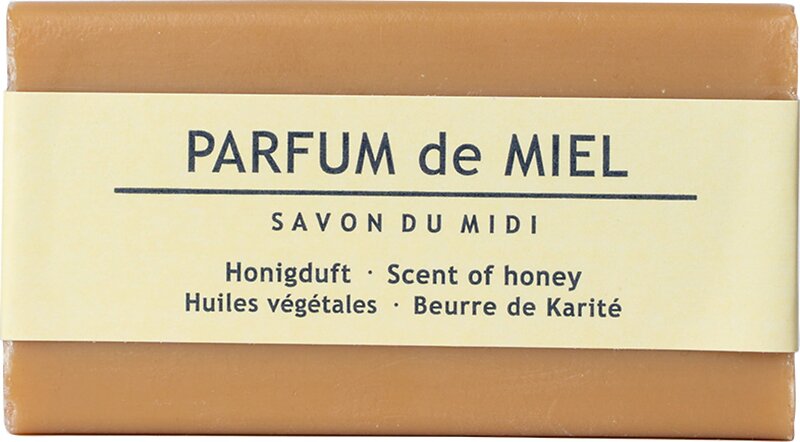 PARFUM de MIEL
SAVON DU MIDI
Honigduft · Scent of honey
Huiles végétales · Beurre de Karité